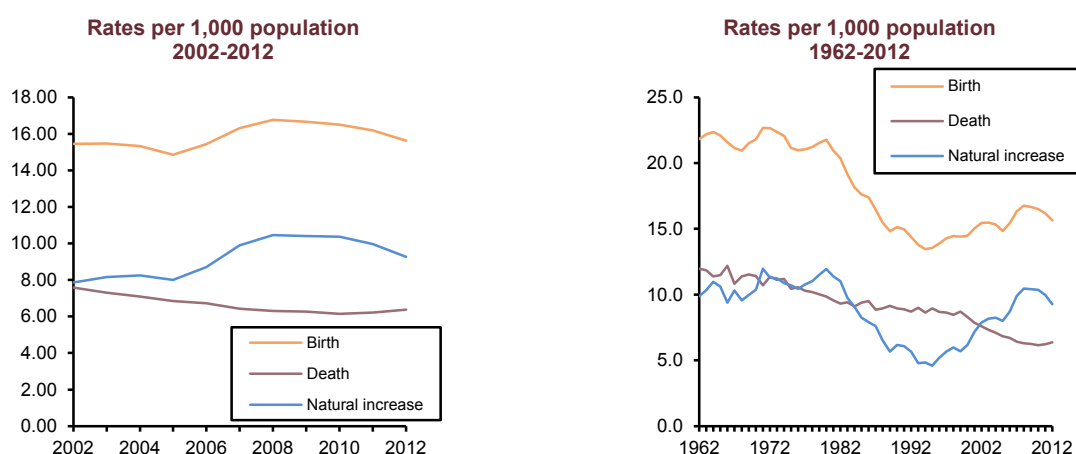 Rates per 1,000 population
2002-2012
18.00
16.00
14.00
12.00
10.00
8.00
6.00
4.00
2.00
0.00
Birth
Death
Natural increase
2002 2004 2006 2008 2010 2012
Rates per 1,000 population
1962-2012
25.0
20.0
15.0
10.0
5.0
0.0
Birth
Death
Natural increase
1962 1972 1982 1992 2002 2012